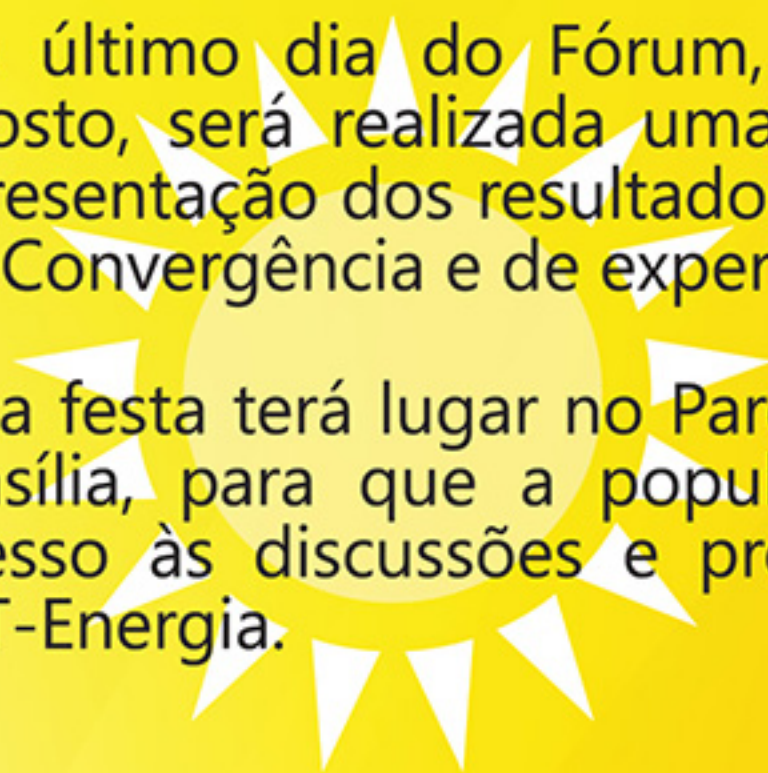 último dia do Fórum,
osto, será realizada uma
resentação dos resultado
Convergência e de exper
a festa terá lugar no Par
sília, para que a popul
esso às discussões e pr
-Energia.